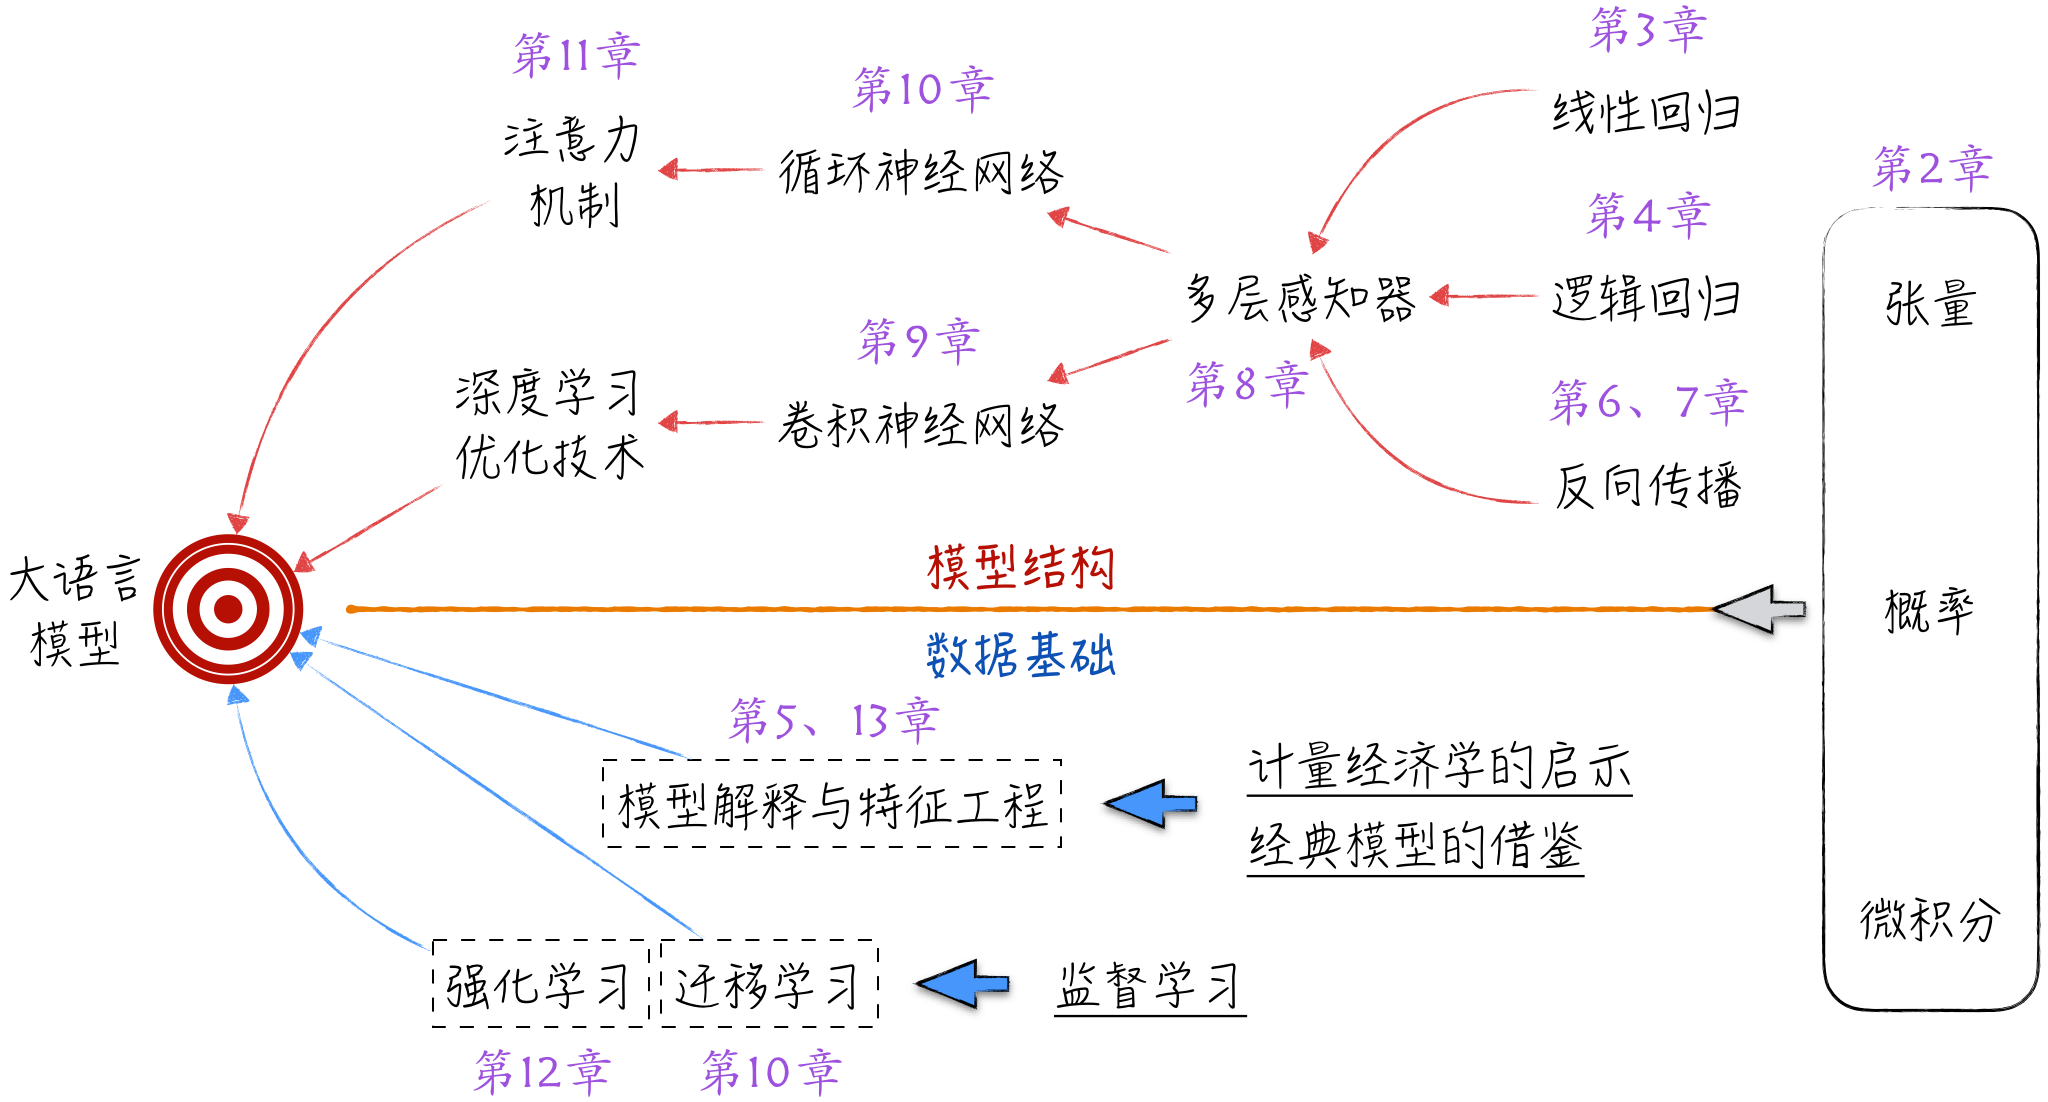 第11章
注意力
机制
第10章
循环神经网络
第3章
线性回归
第4章
逻辑回归
第2章
张量
概率
微积分
多层感知器
第8章
第6、7章
反向传播
第9章
卷积神经网络
深度学习
优化技术
大语言
模型
模型结构
数据基础
第5、13章
模型解释与特征工程
计量经济学的启示
经典模型的借鉴
强化学习
迁移学习
监督学习
第12章
第10章